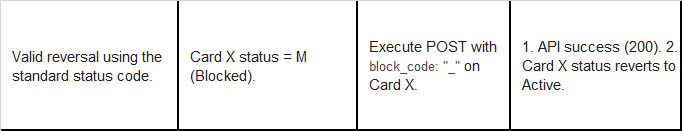 Valid reversal using the
standard status code.
Card X status = M
(Blocked).
Execute POST with
block_code: "_" on
Card X.
1. API success (200). 2.
Card X status reverts to
Active.